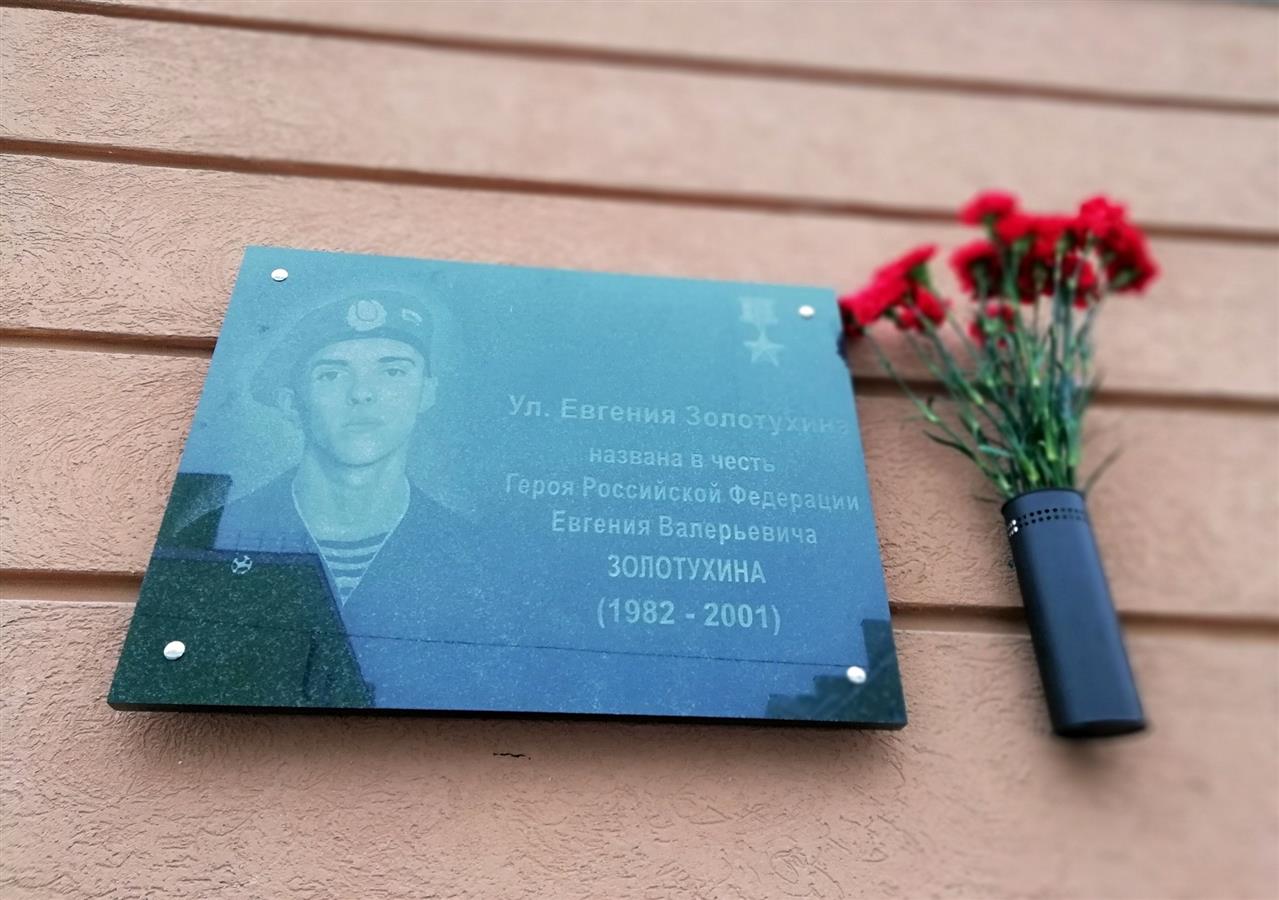 Ул. Евгения Золотухина
названа в честь
Героя Российской Федерации
Евгения Валерьевича
ЗОЛОТУХИНА
(1982 - 2001)